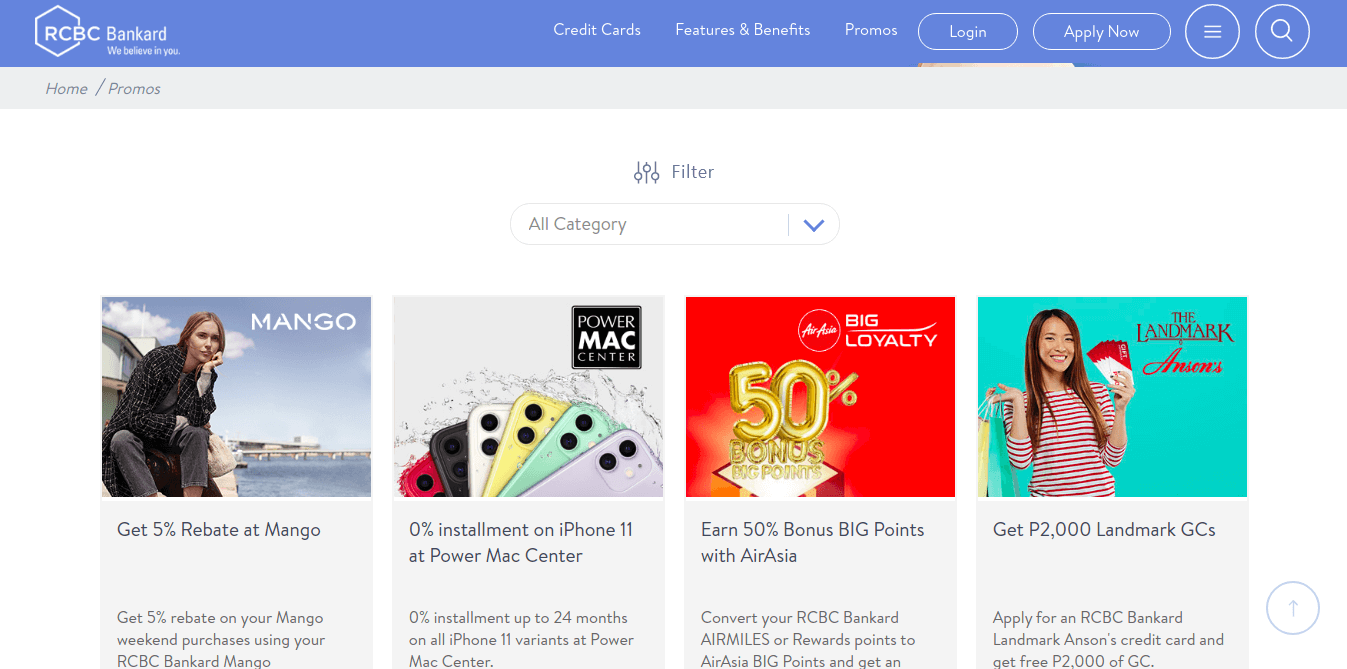 RCBC Bankard
We believe in you.
Credit Cards
Features & Benefits
Promos
Login
Apply Now
Home / Promos
Filter
All Category
MANGO
Get 5% Rebate at Mango
Get 5% rebate on your Mango
weekend purchases using your
RCBC Bankard Mango
POWER
MAC
CENTER
0% installment on iPhone 11
at Power Mac Center
0% installment up to 24 months
on all iPhone 11 variants at Power
Mac Center.
AirAsia
BIG
LOYALTY
50%
BONUS
BIG POINTS
Earn 50% Bonus BIG Points
with AirAsia
Convert your RCBC Bankard
AIRMILES or Rewards points to
AirAsia BIG Points and get an
THE
LANDMARK
Anson's
GIFT
Get P2,000 Landmark GCs
Apply for an RCBC Bankard
Landmark Anson's credit card and
get free P2,000 of GC.